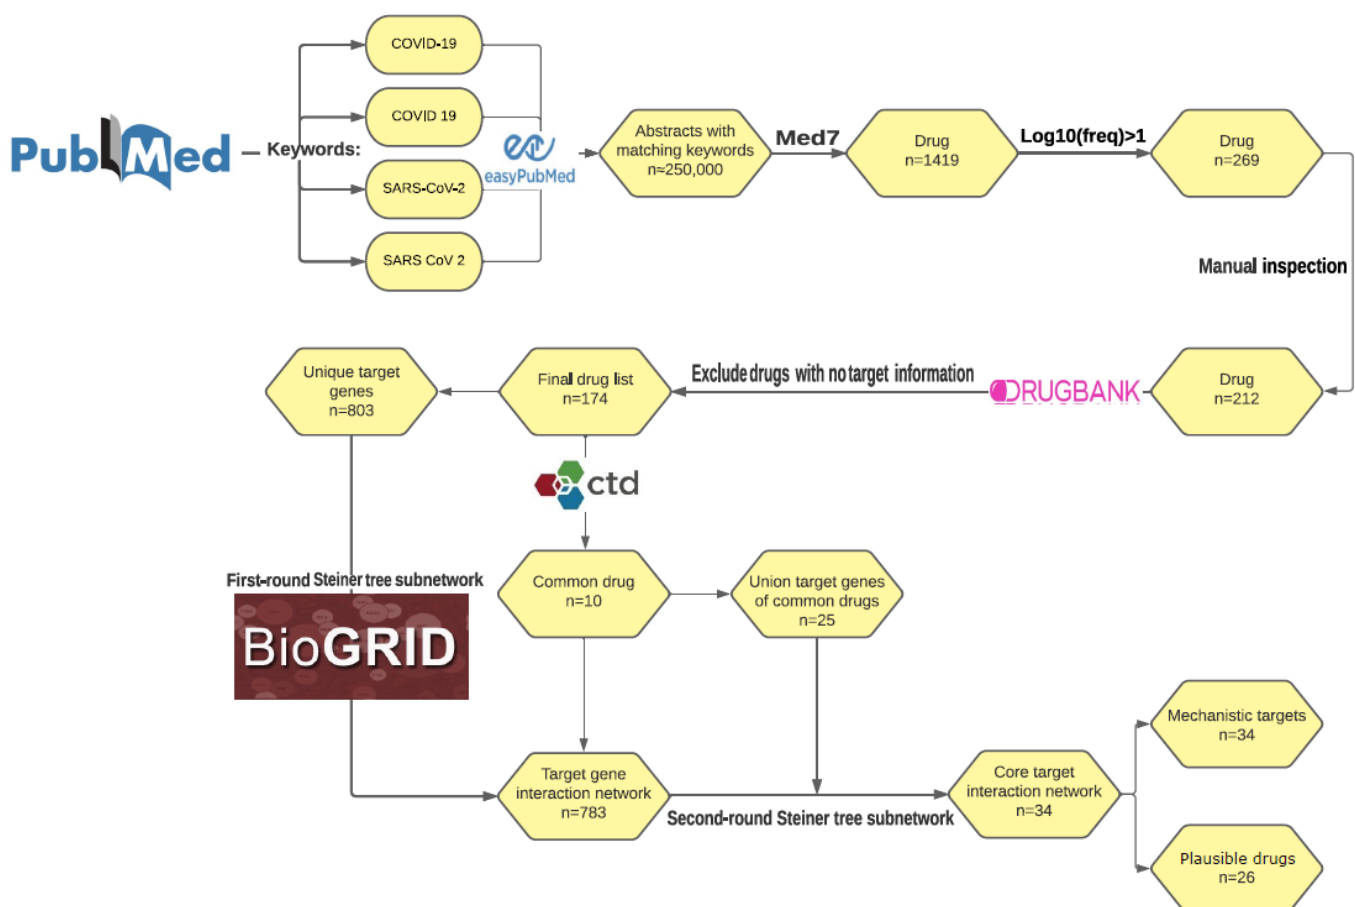 COVID-19
COVID 19
PubMed
Keywords:
easyPubMed
SARS-CoV-2
SARS CoV 2
Abstracts with
matching keywords
n≈250,000
Med7
Drug
n=1419
Log10(freq)>1
Drug
n=269
Manual inspection
Drug
n=212
DRUGBANK
Exclude drugs with no target information
Final drug list
n=174
Unique target
genes
n=803
ctd
First-round Steiner tree subnetwork
BioGRID
Common drug
n=10
Union target genes
of common drugs
n=25
Target gene
interaction network
n=783
Second-round Steiner tree subnetwork
Core target
interaction network
n=34
Mechanistic targets
n=34
Plausible drugs
n=26